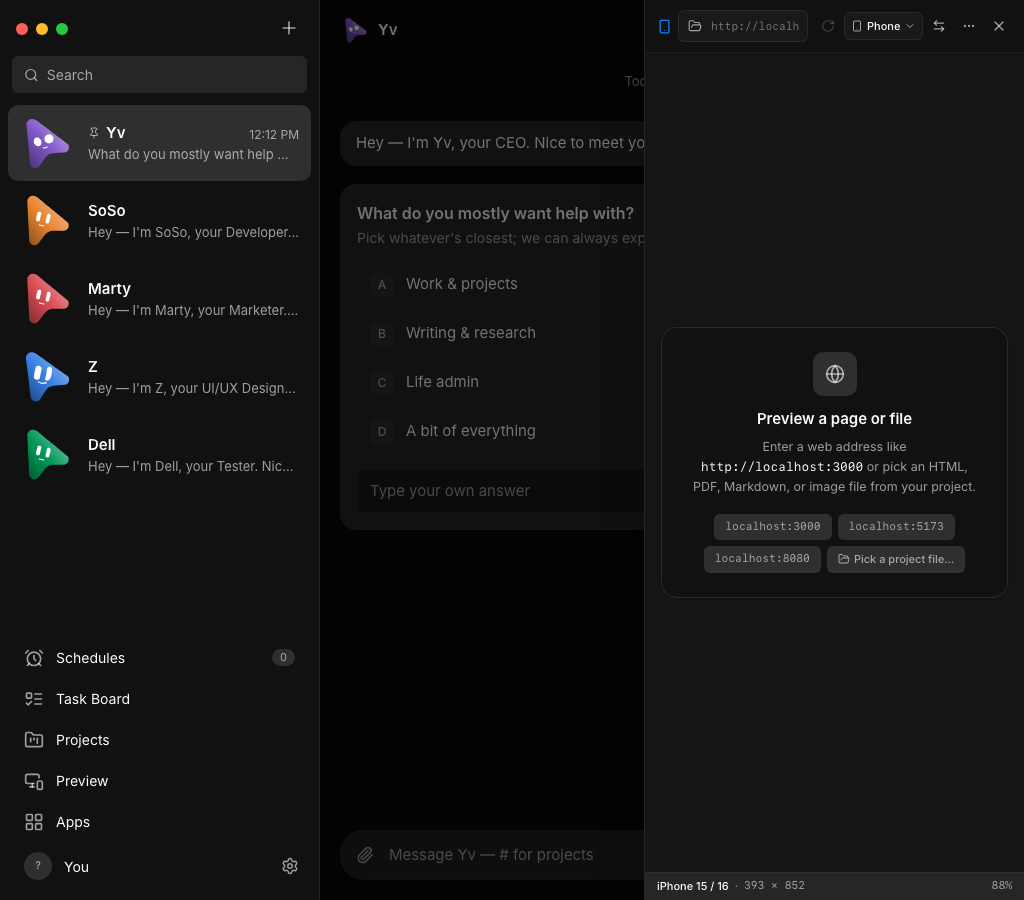 Search
Yv
12:12 PM
What do you mostly want help ...
SoSo
Hey — I'm SoSo, your Developer...
Marty
Hey — I'm Marty, your Marketer....
Z
Hey — I'm Z, your UI/UX Design...
Dell
Hey — I'm Dell, your Tester. Nic...
Schedules
0
Task Board
Projects
Preview
Apps
?
You
Yv
Hey — I'm Yv, your CEO. Nice to meet yo
What do you mostly want help with?
Pick whatever's closest; we can always exp
A Work & projects
B Writing & research
C Life admin
D A bit of everything
Type your own answer
Message Yv — # for projects
http://localh
Phone
Preview a page or file
Enter a web address like
http://localhost:3000 or pick an HTML,
PDF, Markdown, or image file from your project.
localhost:3000 localhost:5173
localhost:8080 Pick a project file...
iPhone 15 / 16 · 393 × 852
88%